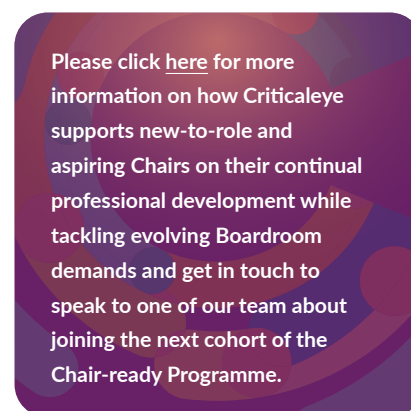 Please click here for more
information on how Criticaleye
supports new-to-role and
aspiring Chairs on their continual
professional development while
tackling evolving Boardroom
demands and get in touch to
speak to one of our team about
joining the next cohort of the
Chair-ready Programme.